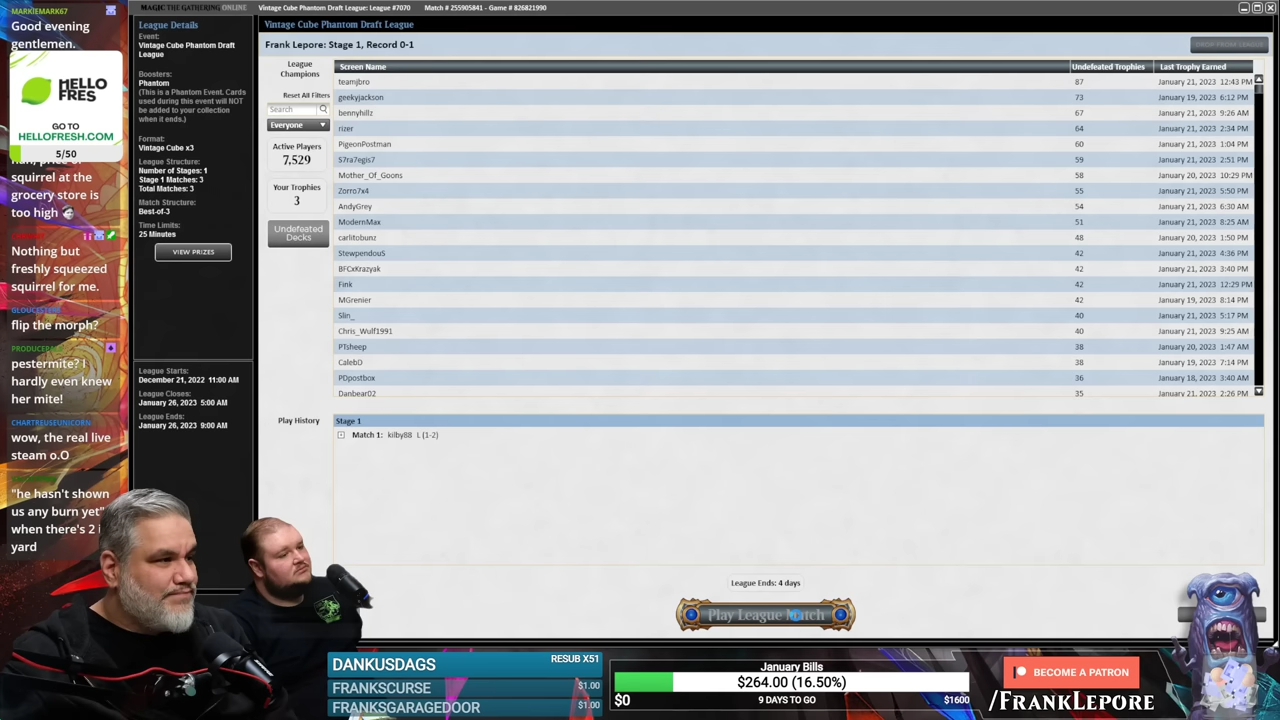 MAGIC: THE GATHERING ONLINE
Vintage Cube Phantom Draft League: League #7070
Match # 255905841 - Game # 826821990
MARKIEMARK67
Good evening
gentlemen.
HELLO
FRES
GO TO
HELLOFRESH.COM
5/50
squirrel at the
grocery store is
too high
Nothing but
freshly squeezed
squirrel for me.
flip the morph?
pestermite? I
hardly even knew
her mite!
CHARTREUSEUNICORN
wow, the real live
steam o.O
"he hasn't shown
us any burn yet"
when there's 2 i
yard
League Details
Event:
Vintage Cube Phantom Draft
League
Boosters:
Phantom
(This is a Phantom Event. Cards
used during this event will NOT
be added to your collection
when it ends.)
Format:
Vintage Cube x3
League Structure:
Number of Stages: 1
Stage 1 Matches: 3
Total Matches: 3
Match Structure:
Best-of-3
Time Limits:
25 Minutes
VIEW PRIZES
League Starts:
December 21, 2022 11:00 AM
League Closes:
January 26, 2023 5:00 AM
League Ends:
January 26, 2023 9:00 AM
Vintage Cube Phantom Draft League
Frank Lepore: Stage 1, Record 0-1
DROP FROM LEAGUE
League
Champions
Reset All Filters
Search
Everyone
Active Players
7,529
Your Trophies
3
Undefeated
Decks
Screen Name Undefeated Trophies Last Trophy Earned
teamjbro 87 January 21, 2023 12:43 PM
geekyjackson 73 January 19, 2023 6:12 PM
bennyhillz 67 January 21, 2023 9:26 AM
rizer 64 January 21, 2023 2:34 PM
PigeonPostman 60 January 21, 2023 1:04 PM
S7ra7egis7 59 January 21, 2023 2:51 PM
Mother_Of_Goons 58 January 20, 2023 10:29 PM
Zorro7x4 55 January 21, 2023 5:50 PM
AndyGrey 54 January 21, 2023 6:30 AM
ModernMax 51 January 21, 2023 8:25 AM
carlitobunz 48 January 20, 2023 1:50 PM
StewpendouS 42 January 21, 2023 4:36 PM
BFCxKrazyak 42 January 21, 2023 3:40 PM
Fink 42 January 21, 2023 12:29 PM
MGrenier 42 January 19, 2023 8:14 PM
Slin_ 40 January 21, 2023 5:17 PM
Chris_Wulf1991 40 January 21, 2023 9:25 AM
PTsheep 38 January 20, 2023 1:47 AM
CalebD 38 January 19, 2023 7:14 PM
PDpostbox 36 January 18, 2023 3:40 AM
Danbear02 35 January 21, 2023 2:26 PM
Play History
Stage 1
Match 1: kilby88 L (1-2)
League Ends: 4 days
Play League Match
DANKUSDAGS RESUB X51
FRANKSCURSE $1.00
FRANKSGARAGEDOOR $1.00
January Bills
$264.00 (16.50%)
$0 9 DAYS TO GO $1600
BECOME A PATRON
/FRANKLEPORE